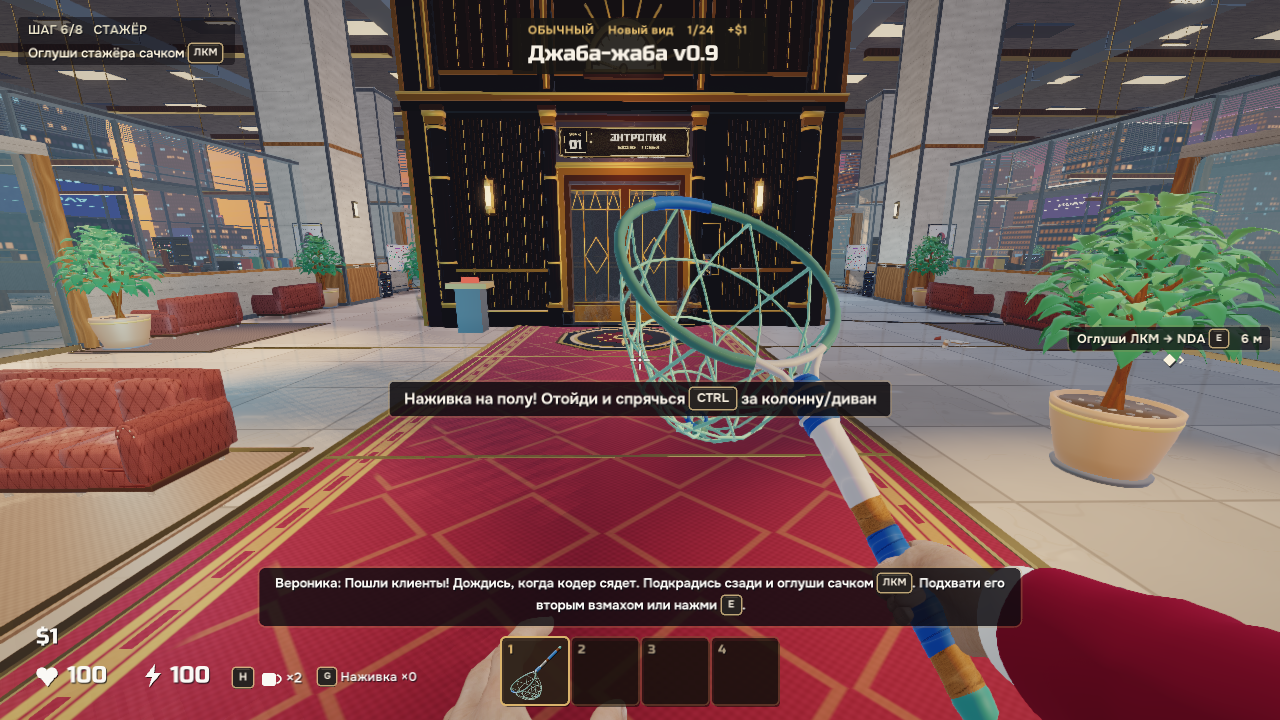 ШАГ 6/8 СТАЖЁР
Оглуши стажёра сачком ЛКМ
ОБЫЧНЫЙ Новый вид 1/24 +$1
Джаба-жаба v0.9
01
ЭНТРОПИК
Оглуши ЛКМ → NDA E 6 м
Наживка на полу! Отойди и спрячься CTRL за колонну/диван
Вероника: Пошли клиенты! Дождись, когда кодер сядет. Подкрадись сзади и оглуши сачком ЛКМ. Подхвати его
вторым взмахом или нажми E.
$1
100 100 H ×2 G Наживка ×0
1 2 3 4